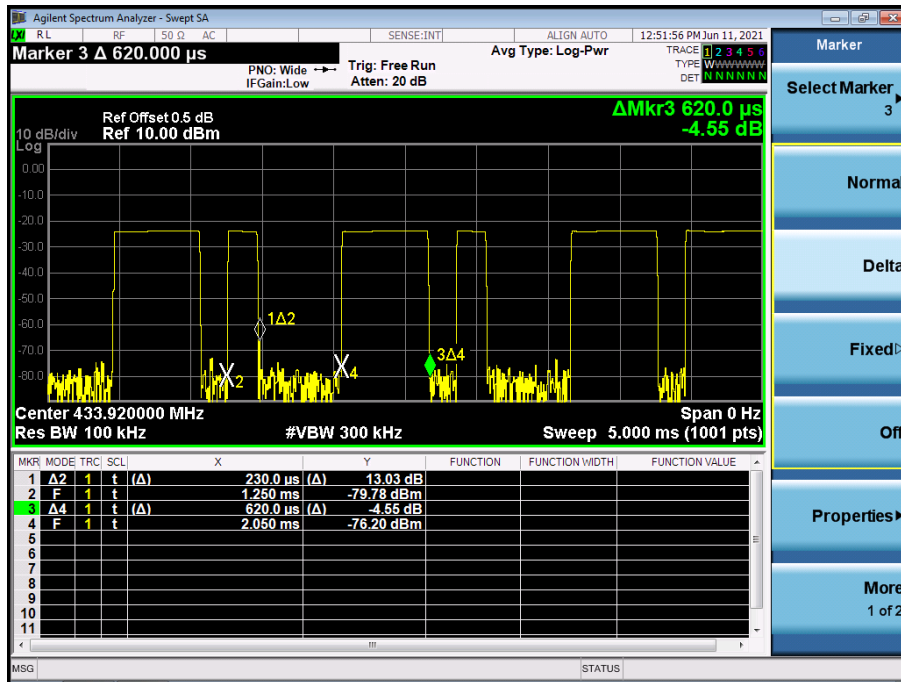 Agilent Spectrum Analyzer - Swept SA
LXI RL RF 50 Ω AC SENSE:INT ALIGN AUTO 12:51:56 PM Jun 11, 2021
Marker 3 Δ 620.000 µs
PNO: Wide
IFGain:Low
Trig: Free Run
Atten: 20 dB
Avg Type: Log-Pwr
TRACE 1 2 3 4 5 6
TYPE WWWWWW
DET N N N N N N
ΔMkr3 620.0 µs
-4.55 dB
Ref Offset 0.5 dB
10 dB/div Ref 10.00 dBm
Log
0.00
-10.0
-20.0
-30.0
-40.0
-50.0
-60.0
-70.0
-80.0
1Δ2
2
4
3Δ4
Center 433.920000 MHz Span 0 Hz
Res BW 100 kHz #VBW 300 kHz Sweep 5.000 ms (1001 pts)
MKR MODE TRC SCL X Y FUNCTION FUNCTION WIDTH FUNCTION VALUE
1 Δ2 1 t (Δ) 230.0 µs (Δ) 13.03 dB
2 F 1 t 1.250 ms -79.78 dBm
3 Δ4 1 t (Δ) 620.0 µs (Δ) -4.55 dB
4 F 1 t 2.050 ms -76.20 dBm
5
6
7
8
9
10
11
MSG STATUS
Marker
Select Marker
3
Normal
Delta
Fixed
Off
Properties
More
1 of 2